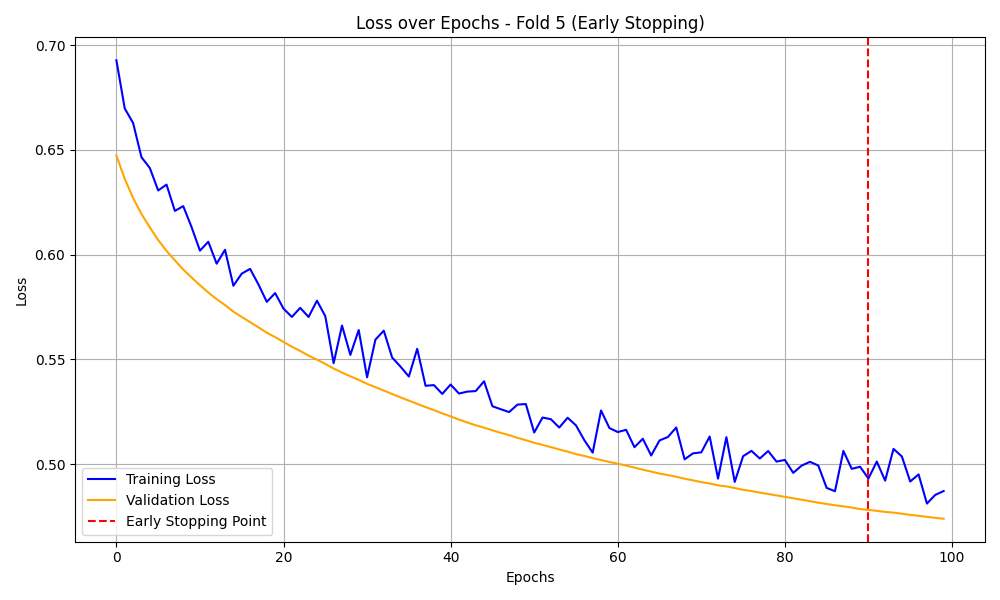 Loss over Epochs - Fold 5 (Early Stopping)
0.70
0.65
0.60
0.55
0.50
Loss
Training Loss
Validation Loss
Early Stopping Point
0 20 40 60 80 100
Epochs